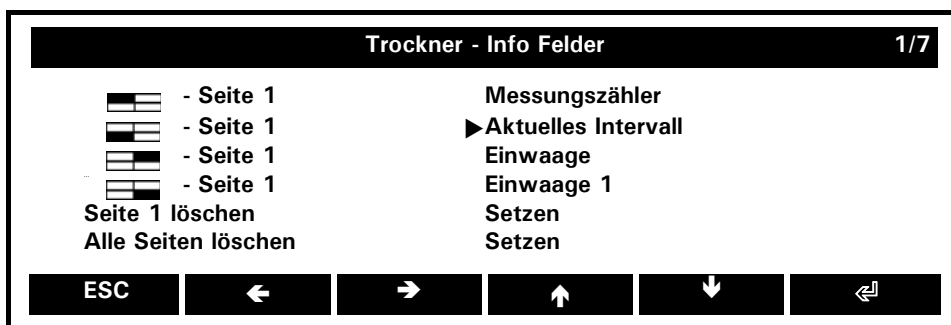 Trockner - Info Felder 1/7
- Seite 1 Messungszähler
- Seite 1 ▶Aktuelles Intervall
- Seite 1 Einwaage
- Seite 1 Einwaage 1
Seite 1 löschen Setzen
Alle Seiten löschen Setzen
ESC ← → ↑ ↓ ↵